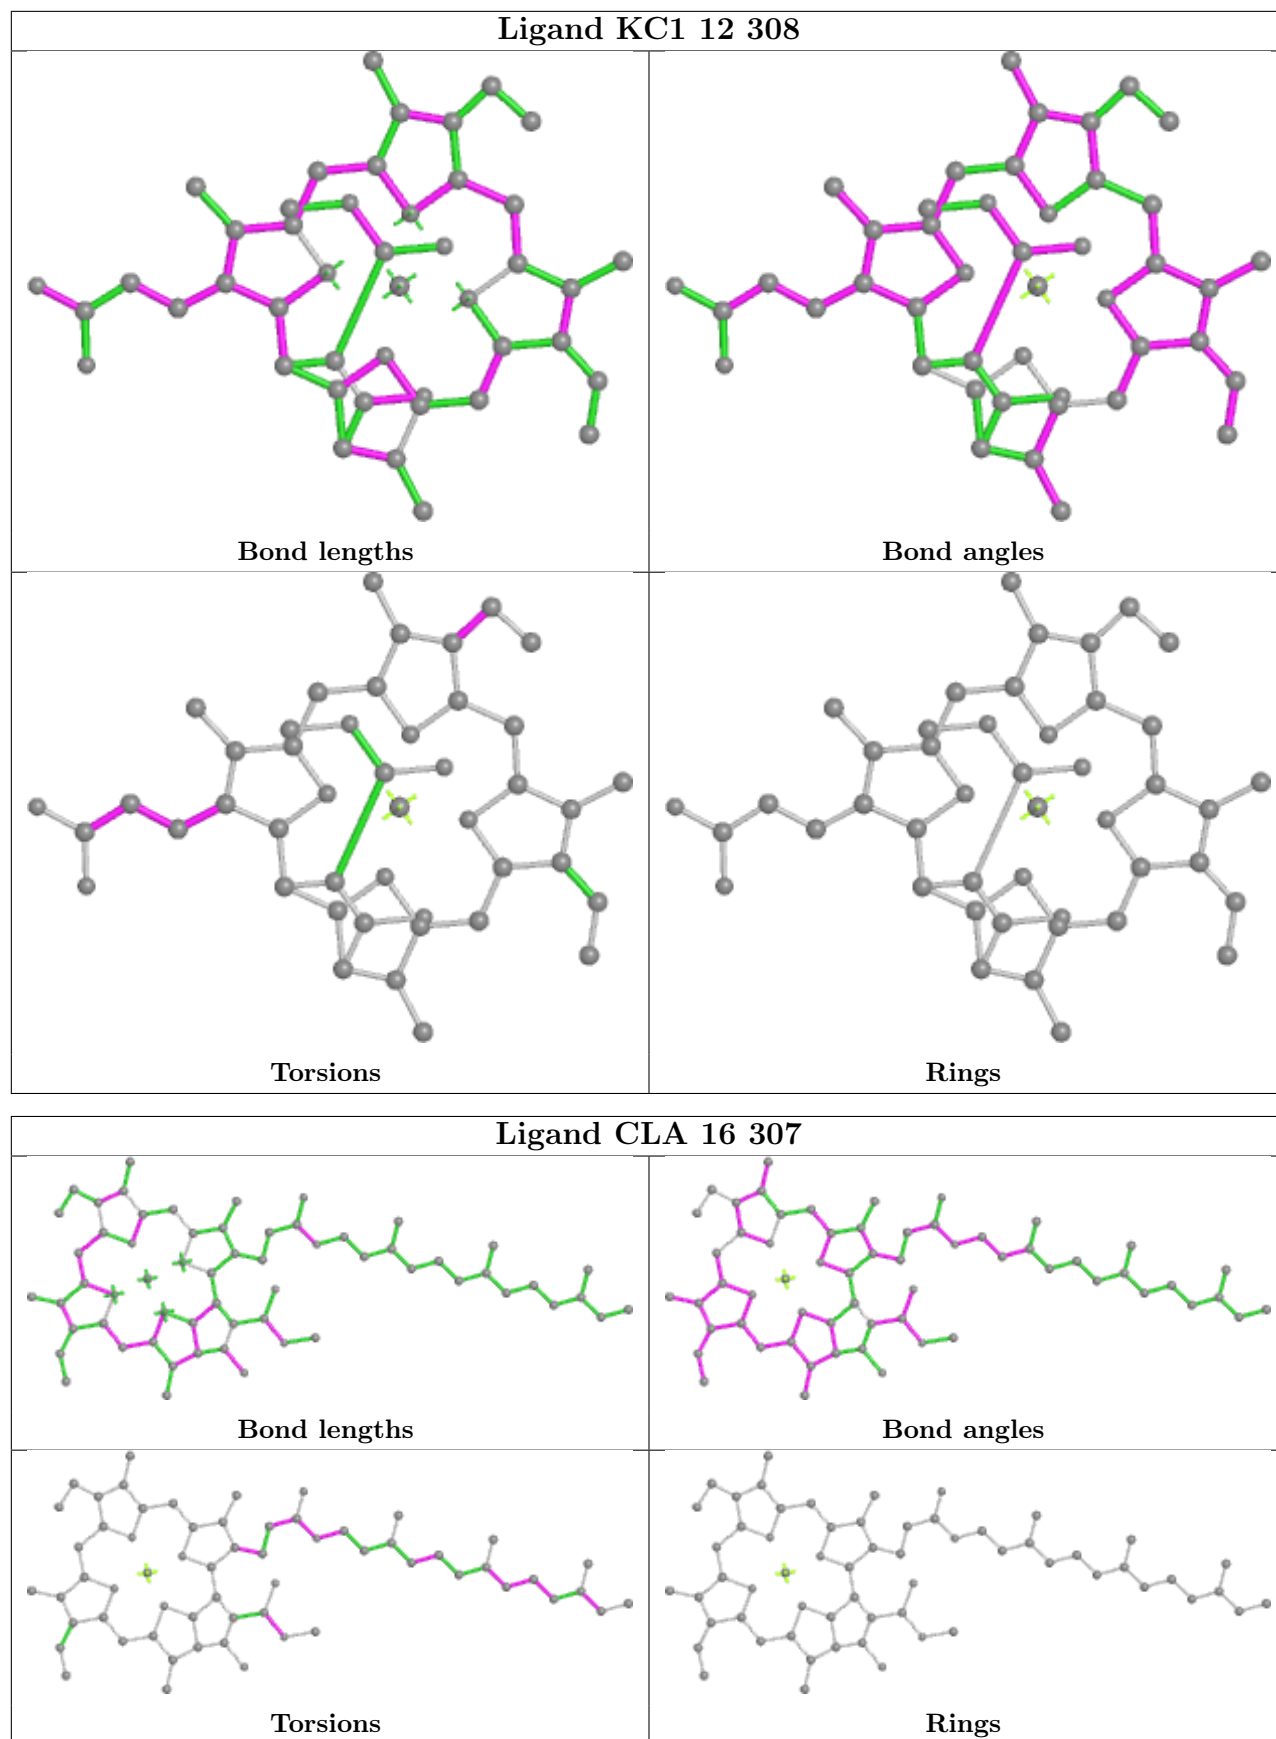 Ligand KC1 12 308
Bond lengths
Bond angles
Torsions
Rings
Ligand CLA 16 307
Bond lengths
Bond angles
Torsions
Rings